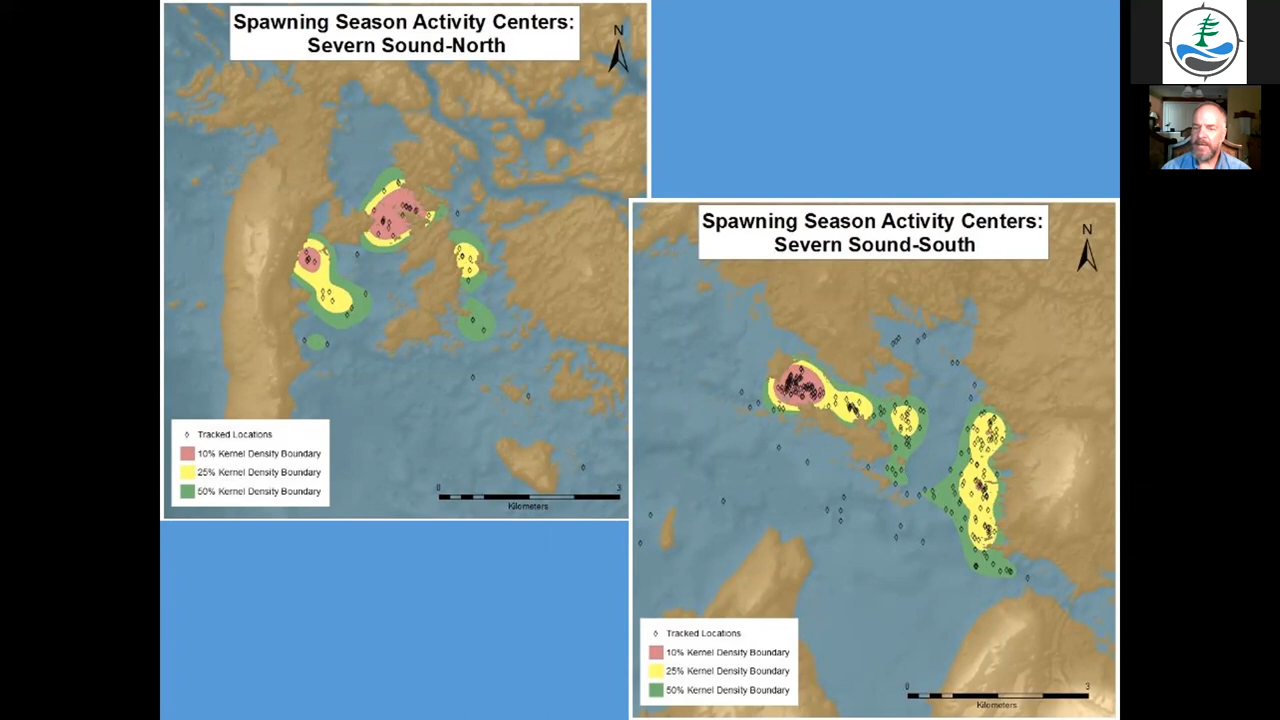 Spawning Season Activity Centers:
Severn Sound-North
N
Tracked Locations
10% Kernel Density Boundary
25% Kernel Density Boundary
50% Kernel Density Boundary
0 3
Kilometers
Spawning Season Activity Centers:
Severn Sound-South
N
Tracked Locations
10% Kernel Density Boundary
25% Kernel Density Boundary
50% Kernel Density Boundary
0 3
Kilometers